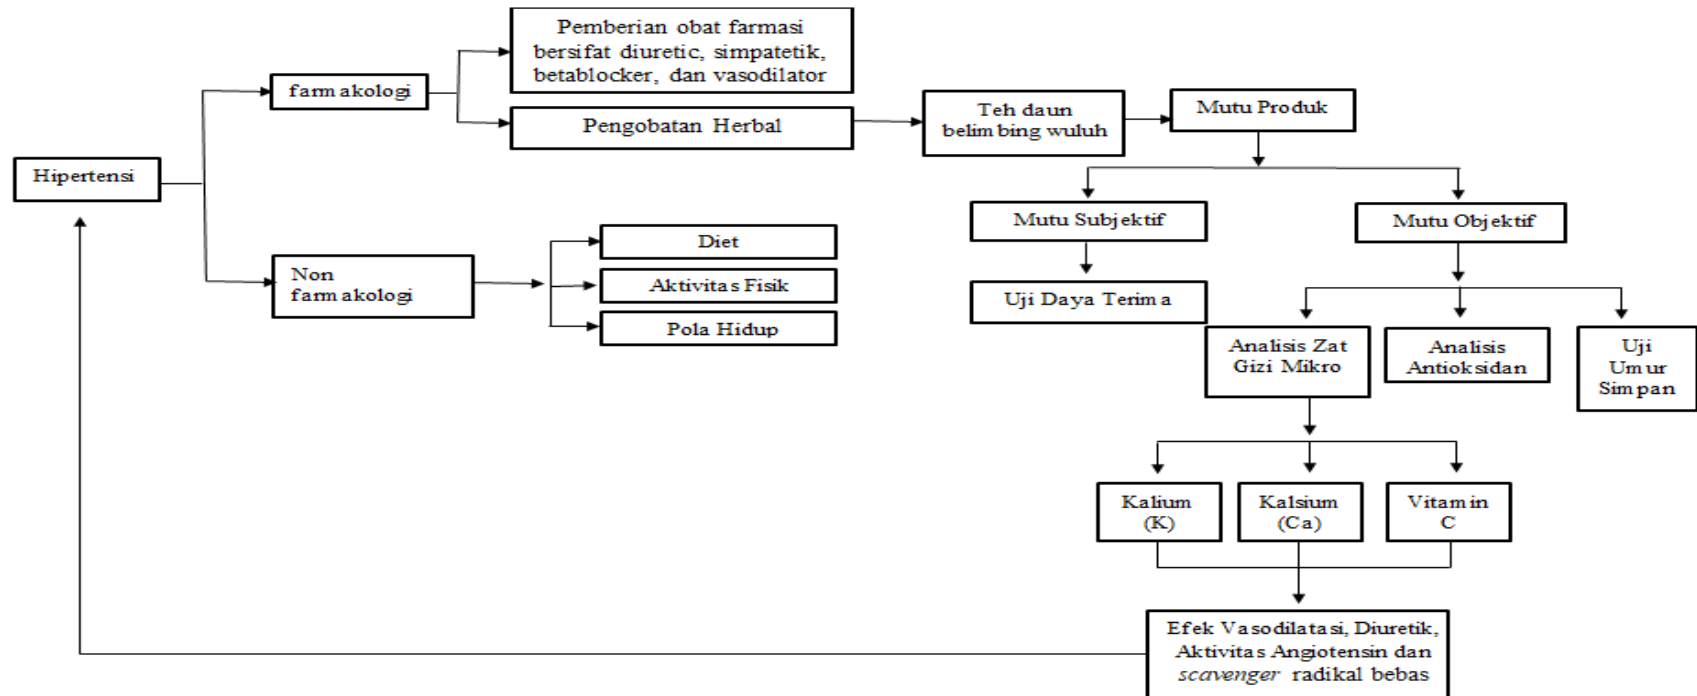 Pemberian obat farmasi
bersifat diuretic, simpatetik,
betablocker, dan vasodilator
farmakologi
Pengobatan Herbal
Teh daun
belimbing wuluh
Mutu Produk
Hipertensi
Mutu Subjektif
Mutu Objektif
Non
farmakologi
Diet
Aktivitas Fisik
Pola Hidup
Uji Daya Terima
Analisis Zat
Gizi Mikro
Analisis
Antioksidan
Uji
Umur
Simpan
Kalium
(K)
Kalsium
(Ca)
Vitamin
C
Efek Vasodilatasi, Diuretik,
Aktivitas Angiotensin dan
scavenger radikal bebas